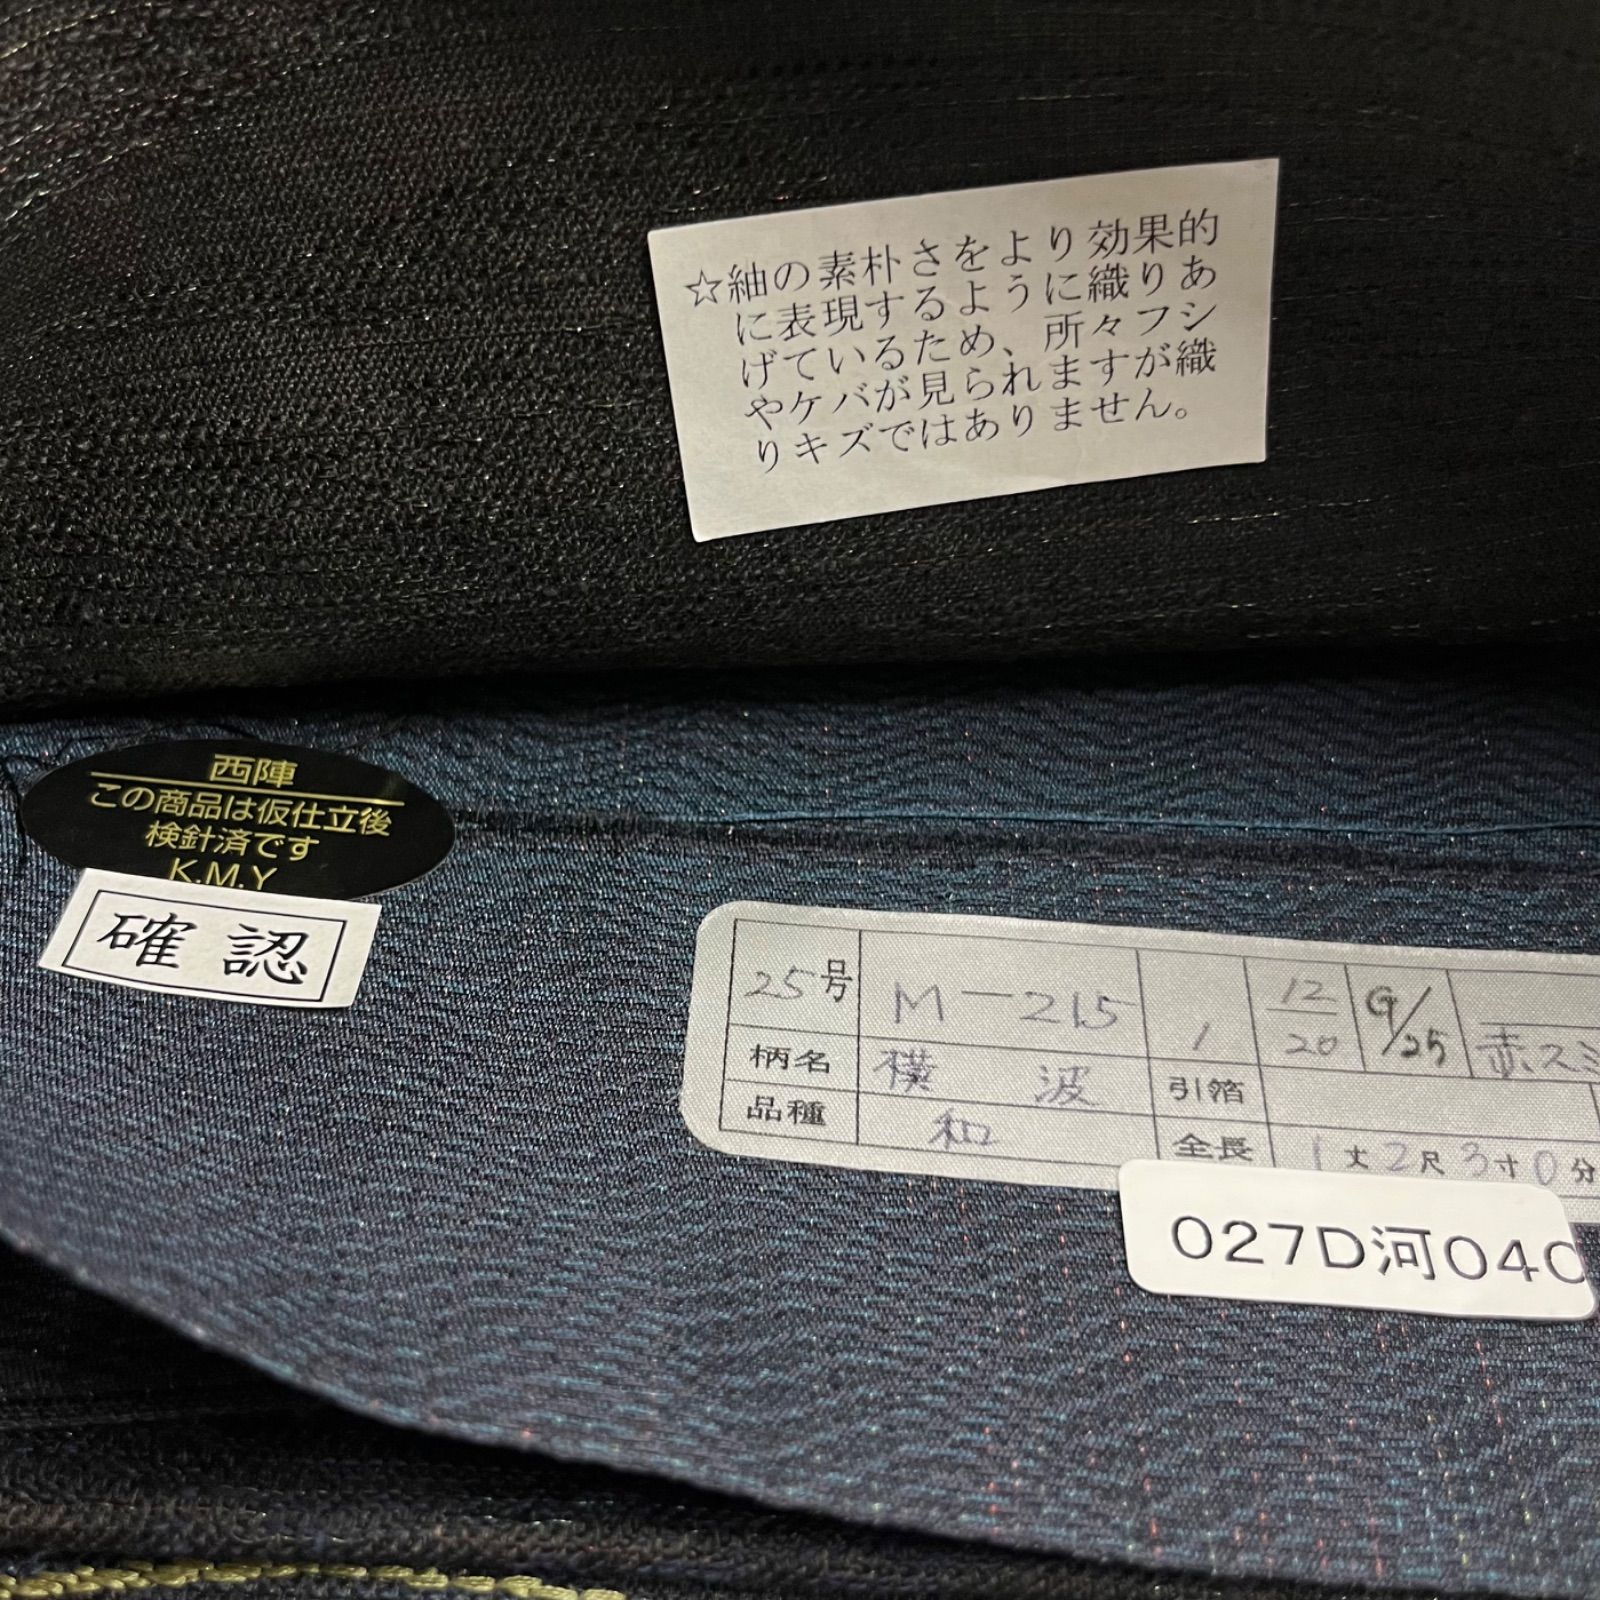 ☆紬の素朴さをより効果的
に表現するように織りあ
げているため、所々フシ
やケバが見られますが織
りキズではありません。
西陣
この商品は仮仕立後
検針済です
K.M.Y
確認
25号 M-215 1 12/20 G/25 赤スミ
柄名 横波 引箔
品種 和 全長 1丈2尺3寸0分
027D河040